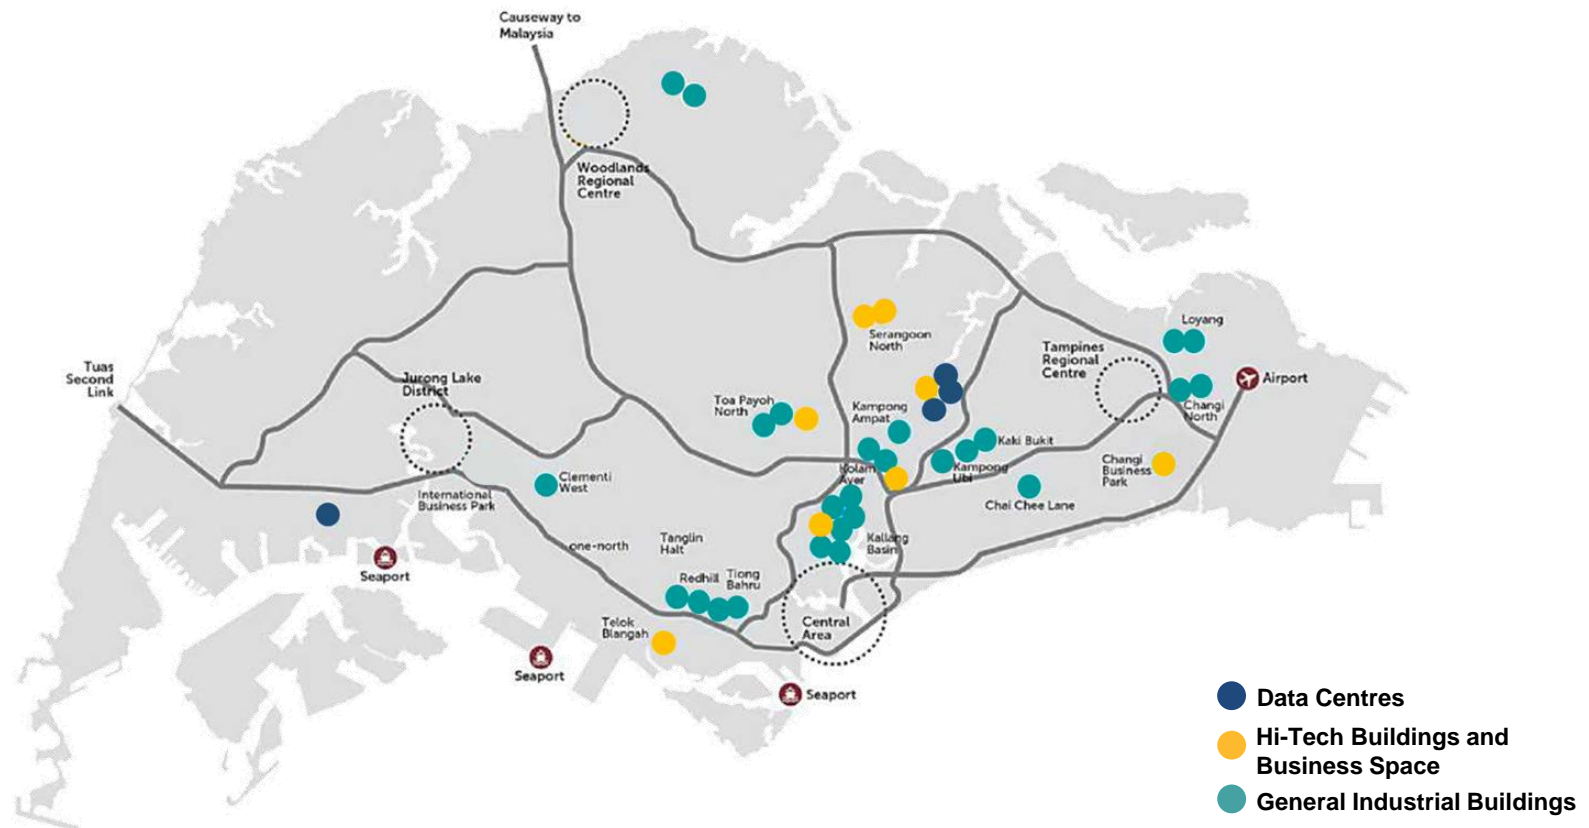 Causeway to
Malaysia
Woodlands
Regional
Centre
Loyang
Serangoon
North
Tampines
Regional
Centre
Tuas
Second
Link
Jurong Lake
District
Airport
Toa Payoh
North
Kampong
Ampat
Changi
North
Kaki Bukit
Changi
Business
Park
Kolam
Ayer
Kampong
Ubi
Clementi
West
International
Business Park
Chai Chee Lane
one-north
Tanglin
Halt
Kallang
Basin
Seaport
Redhill
Tiong
Bahru
Telok
Blangah
Central
Area
Seaport
Seaport
Data Centres
Hi-Tech Buildings and
Business Space
General Industrial Buildings